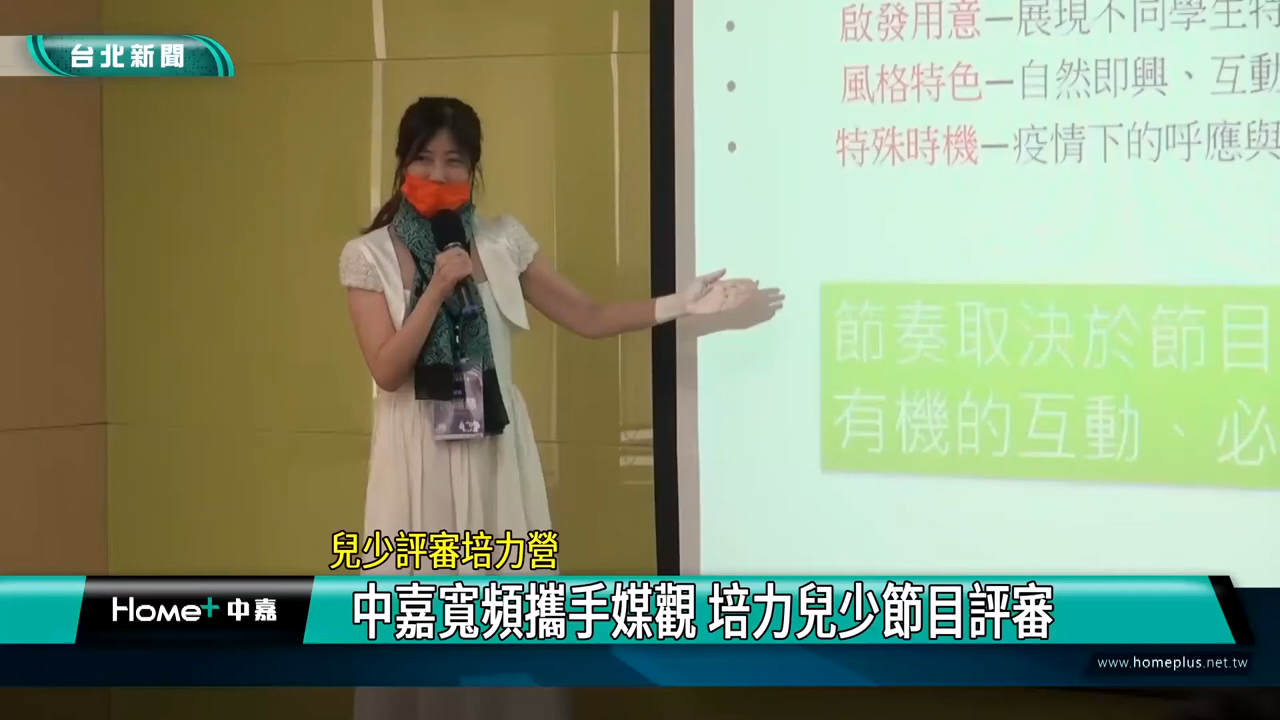 台北新聞
啟發用意—展現不同學生特
風格特色—自然即興、互動
特殊時機—疫情下的呼應與
節奏取決於節目
有機的互動、必
兒少評審培力營
Home+中嘉
中嘉寬頻攜手媒觀 培力兒少節目評審
www.homeplus.net.tw